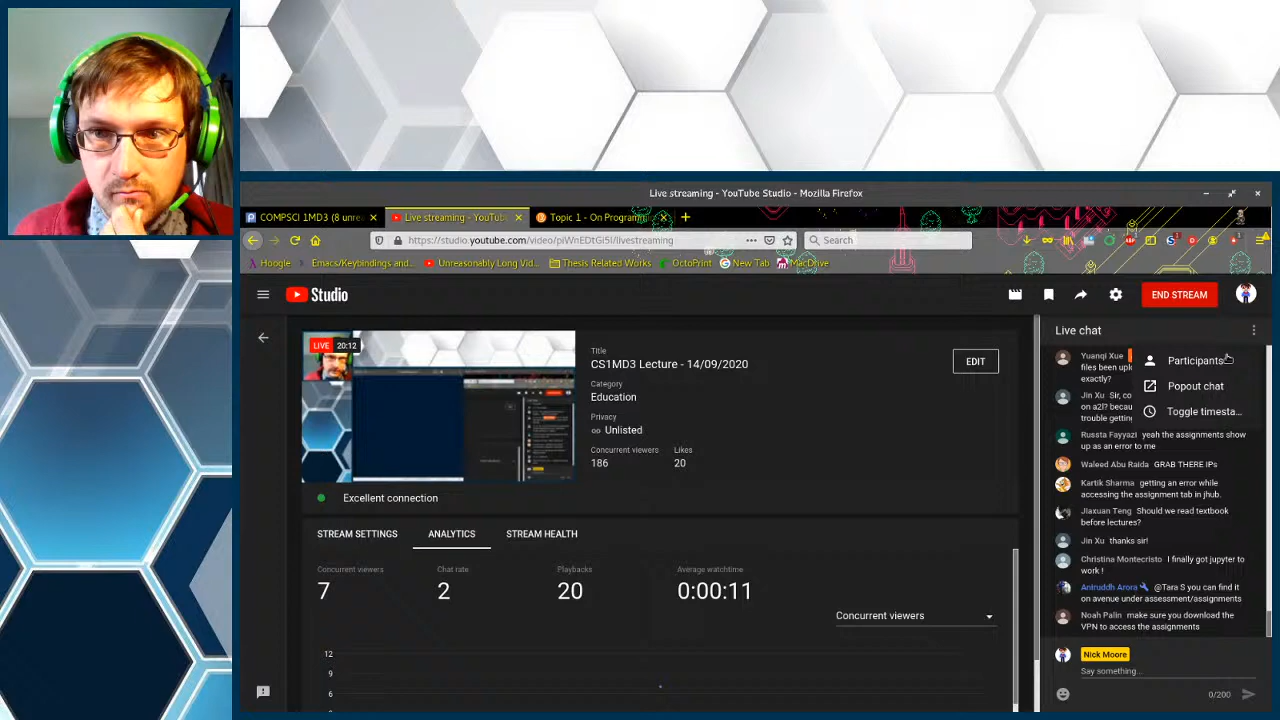 Live streaming - YouTube Studio - Mozilla Firefox
COMPSCI 1MD3 (8 unre
Live streaming - YouTub
Topic 1 - On Program
https://studio.youtube.com/video/piWnEDtGi5I/livestreaming
Search
Hoogle
Emacs/Keybindings and...
Unreasonably Long Vid...
Thesis Related Works
OctoPrint
New Tab
MacDrive
Studio
END STREAM
LIVE 20:12
Title
CS1MD3 Lecture - 14/09/2020
Category
Education
Privacy
Unlisted
Concurrent viewers
Likes
186
20
EDIT
Excellent connection
STREAM SETTINGS
ANALYTICS
STREAM HEALTH
Concurrent viewers
Chat rate
Playbacks
Average watchtime
7
2
20
0:00:11
Concurrent viewers
12
9
6
Live chat
Participants
Popout chat
Toggle timesta...
Yuanqi Xue
files been uplo
exactly?
Jin Xu Sir, co
on a2l? becau
trouble getting
Russta Fayyazi yeah the assignments show
up as an error to me
Waleed Abu Raida GRAB THERE IPs
Kartik Sharma getting an error while
accessing the assignment tab in jhub.
Jiaxuan Teng Should we read textbook
before lectures?
Jin Xu thanks sir!
Christina Montecristo I finally got jupyter to
work !
Aniruddh Arora @Tara S you can find it
on avenue under assessment/assignments
Noah Palin make sure you download the
VPN to access the assignments
Nick Moore
Say something...
0/200